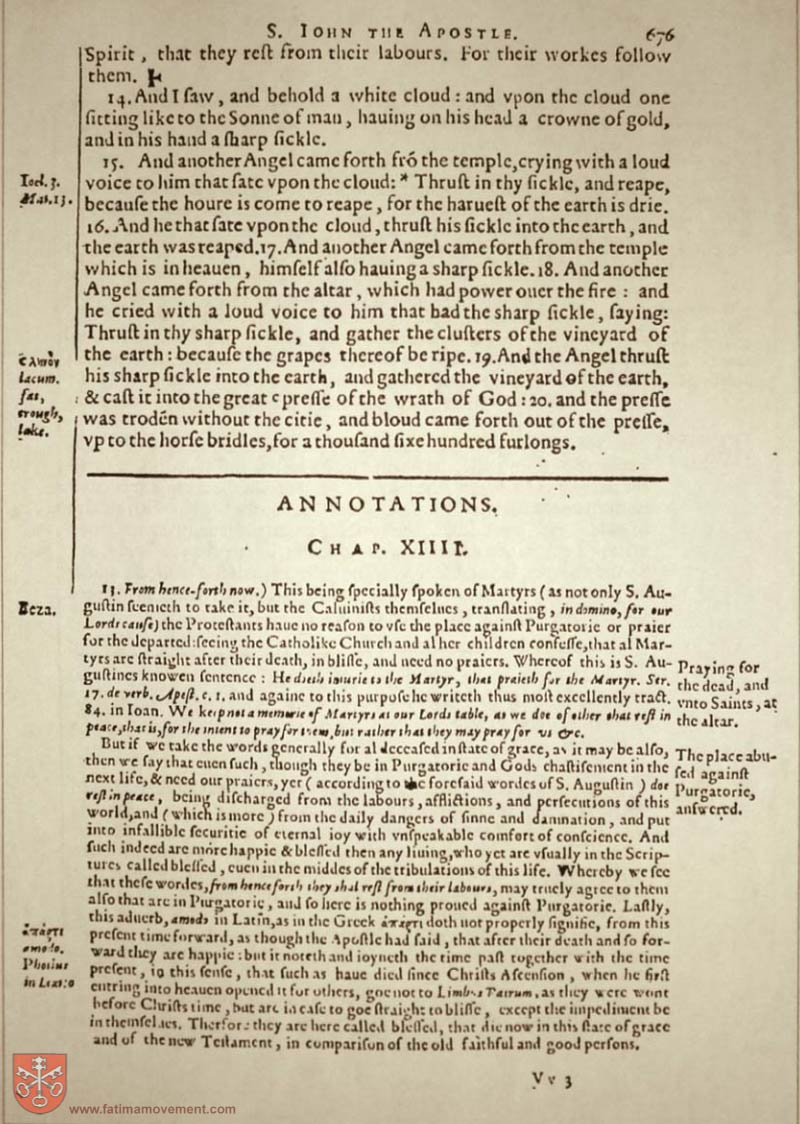 S. IOHN THE APOSTLE. 676
Spirit, that they reſt from their labours. For their workes follow
them.
14. And I ſaw, and behold a white cloud: and vpon the cloud one
ſitting like to the Sonne of man, hauing on his head a crowne of gold,
and in his hand a ſharp ſickle.
15. And another Angel came forth frō the temple, crying with a loud
voice to him that ſate vpon the cloud: * Thruſt in thy ſickle, and reape,
becauſe the houre is come to reape, for the harueſt of the earth is drie.
16. And he that ſate vpon the cloud, thruſt his ſickle into the earth, and
the earth was reaped. 17. And another Angel came forth from the temple
which is in heauen, himſelf alſo hauing a sharp ſickle. 18. And another
Angel came forth from the altar, which had power ouer the fire: and
he cried with a loud voice to him that had the sharp ſickle, ſaying:
Thruſt in thy sharp ſickle, and gather the cluſters of the vineyard of
the earth: becauſe the grapes thereof be ripe. 19. And the Angel thruſt
his sharp ſickle into the earth, and gathered the vineyard of the earth,
& caſt it into the great c preſſe of the wrath of God: 20. and the preſſe
was trodēn without the citie, and bloud came forth out of the preſſe,
vp to the horſe bridles, for a thouſand ſixe hundred furlongs.
Ioel. 3.
Mat. 13.
lacum.
fat,
trough,
lake.
ANNOTATIONS.
CHAP. XIIII.
13. From hence-forth now.) This being ſpecially ſpoken of Martyrs (as not only S. Au-
guſtin ſeemeth to take it, but the Caluiniſts themſelues, tranſlating, in domino, for our
Lords cauſe) the Proteſtants haue no reaſon to vſe the place againſt Purgatorie or praier
for the departed: ſeeing the Catholike Church and al her children confeſſe, that al Mar-
tyrs are ſtraight after their death, in bliſſe, and need no praiers. Whereof this is S. Au-
guſtines knowen ſentence: He doeth iniurie to the Martyr, that praieth for the Martyr. Ser.
17. de verb. Apoſt. c. 1. and againe to this purpoſe he writeth thus moſt excellently tract.
84. in Ioan. We keep not a memorie of Martyrs at our Lords table, as we doe of other that reſt in
peace, that is, for the intent to pray for them, but rather that they may pray for vs &c.
But if we take the words generally for al deceaſed in ſtate of grace, as it may be alſo,
then we ſay that euen ſuch, though they be in Purgatorie and Gods chaſtiſement in the
next life, & need our praiers, yet (according to the foreſaid wordes of S. Auguſtin) doe
reſt in peace, being diſcharged from the labours, afflictions, and perſecutions of this
world, and (which is more) from the daily dangers of ſinne and damnation, and put
into infallible ſecuritie of eternal ioy with vnſpeakable comfort of conſcience. And
ſuch indeed are more happie & bleſſed then any liuing, who yet are vſually in the Scrip-
tures called bleſſed, euen in the middes of the tribulations of this life. Whereby we ſee
that theſe wordes, from hence forth they shal reſt from their labours, may truely agree to them
alſo that are in Purgatorie, and ſo here is nothing proued againſt Purgatorie. Laſtly,
this aduerb, amodo in Latin, as in the Greek ἀπάρτι doth not properly ſignifie, from this
preſent time forward, as though the Apoſtle had ſaid, that after their death and ſo for-
ward they are happie: but it noteth and ioyneth the time paſt together with the time
preſent, in this ſenſe, that ſuch as haue died ſince Chriſts Aſcenſion, when he firſt
entring into heauen opened it for others, goe not to Limbus Patrum, as they were wont
before Chriſts time, but are in caſe to goe ſtraight to bliſſe, except the impediment be
in themſelues. Therfore they are here called bleſſed, that die now in this ſtate of grace
and of the new Teſtament, in compariſon of the old faithful and good perſons.
Beza.
ἀπάρτι
amodo.
Photius
Praying for
the dead, and
vnto Saints, at
the altar.
The place abu-
ſed againſt
Purgatorie,
anſwered.
Vv 3
www.fatimamovement.com